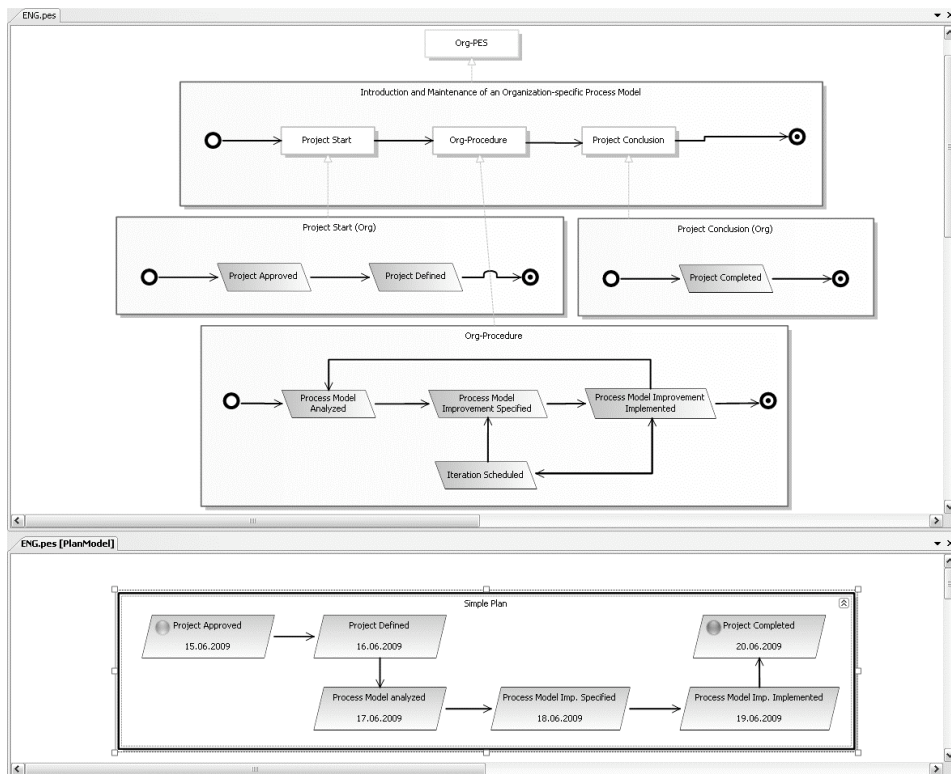 ENG.pes
Org-PES
Introduction and Maintenance of an Organization-specific Process Model
Project Start
Org-Procedure
Project Conclusion
Project Start (Org)
Project Approved
Project Defined
Project Conclusion (Org)
Project Completed
Org-Procedure
Process Model
Analyzed
Process Model
Improvement Specified
Process Model Improvement
Implemented
Iteration Scheduled
ENG.pes [PlanModel]
Simple Plan
Project Approved
15.06.2009
Project Defined
16.06.2009
Project Completed
20.06.2009
Process Model analyzed
17.06.2009
Process Model Imp. Specified
18.06.2009
Process Model Imp. Implemented
19.06.2009